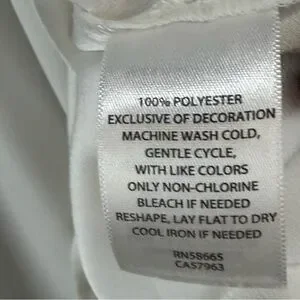 100% POLYESTER
EXCLUSIVE OF DECORATION
MACHINE WASH COLD,
GENTLE CYCLE,
WITH LIKE COLORS
ONLY NON-CHLORINE
BLEACH IF NEEDED
RESHAPE, LAY FLAT TO DRY
COOL IRON IF NEEDED
RN58665
CA57963